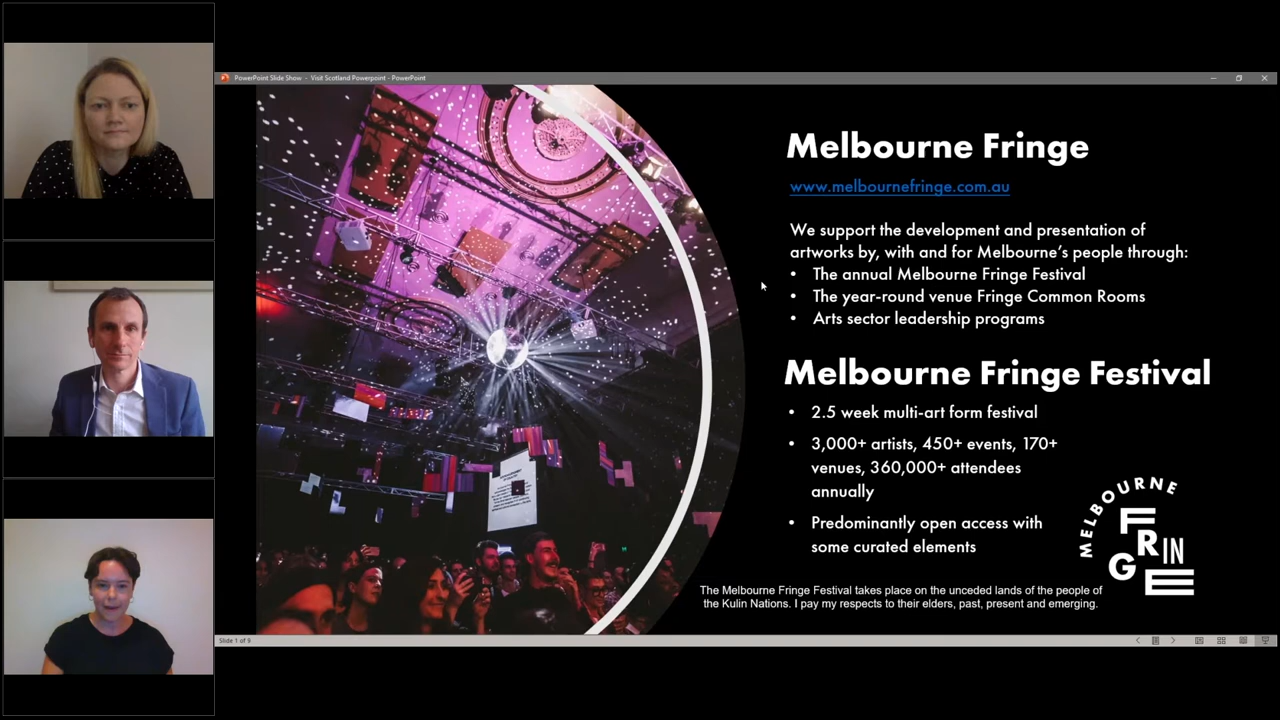 PowerPoint Slide Show - Visit Scotland Powerpoint - PowerPoint
Melbourne Fringe
www.melbournefringe.com.au
We support the development and presentation of
artworks by, with and for Melbourne's people through:
• The annual Melbourne Fringe Festival
• The year-round venue Fringe Common Rooms
• Arts sector leadership programs
Melbourne Fringe Festival
• 2.5 week multi-art form festival
• 3,000+ artists, 450+ events, 170+
venues, 360,000+ attendees
annually
• Predominantly open access with
some curated elements
MELBOURNE
FRINGE
The Melbourne Fringe Festival takes place on the unceded lands of the people of
the Kulin Nations. I pay my respects to their elders, past, present and emerging.
Slide 1 of 9